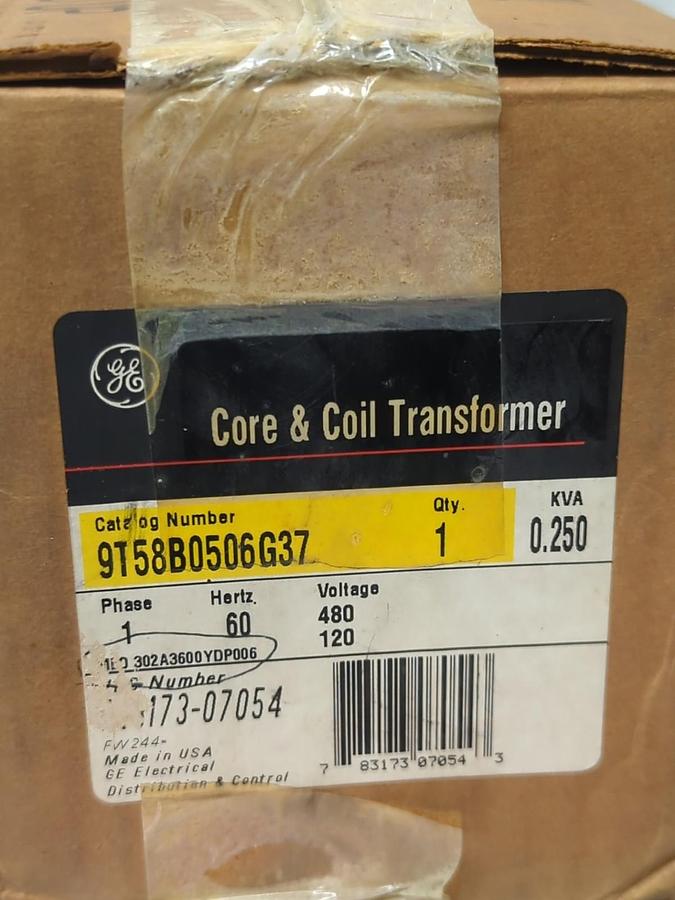 GE
Core & Coil Transformer
Catalog Number Qty. KVA
9T58B0506G37 1 0.250
Phase Hertz. Voltage
1 60 480
120
302A3600YDP006
Number
173-07054
FW244-
Made in USA
GE Electrical
Distribution & Control
7 83173 07054 3